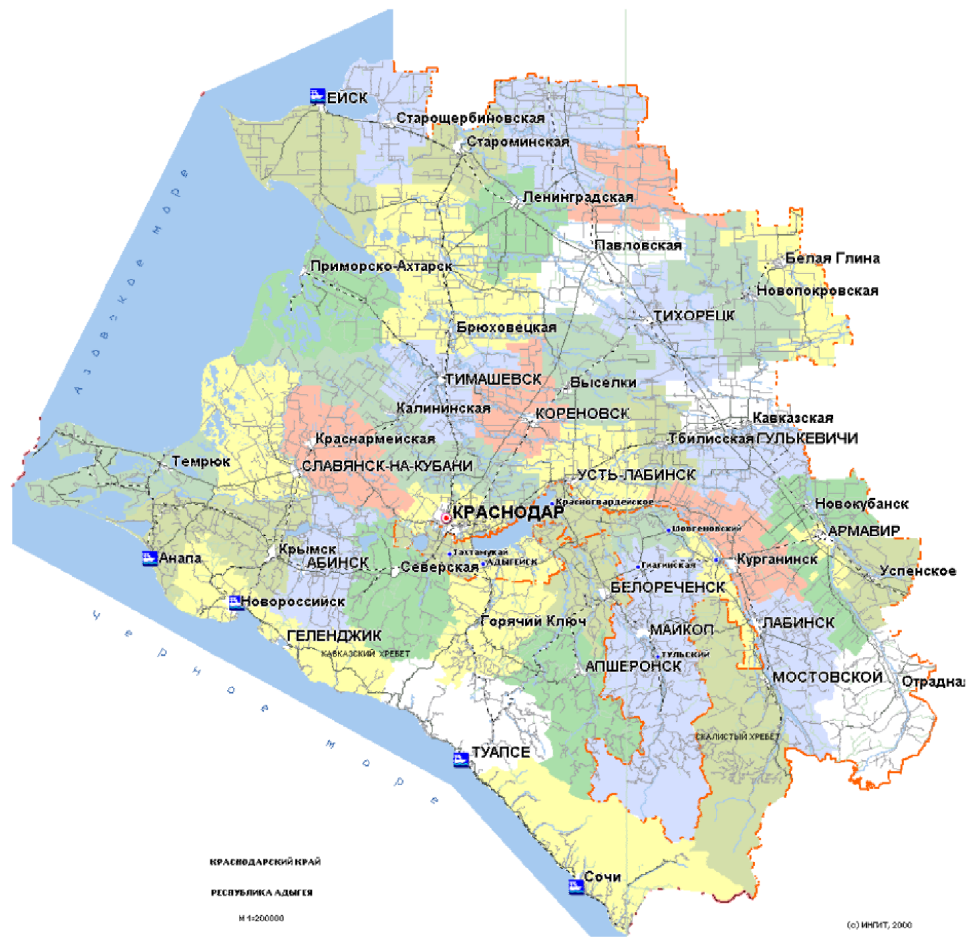 ЕЙСК
Старощербиновская
Староминская
Ленинградская
Павловская
Белая Глина
Новопокровская
Приморско-Ахтарск
ТИХОРЕЦК
Брюховецкая
Азовское море
ТИМАШЕВСК
Выселки
Калининская
КОРЕНОВСК
Кавказская
Краснармейская
Тбилисская
ГУЛЬКЕВИЧИ
Темрюк
СЛАВЯНСК-НА-КУБАНИ
УСТЬ-ЛАБИНСК
Красногвардейское
Новокубанск
КРАСНОДАР
Шовгеновский
АРМАВИР
Крымск
Тахтамукай
Анапа
АБИНСК
Северская
АДЫГЕЙСК
Гиагинская
Курганинск
Успенское
БЕЛОРЕЧЕНСК
Новороссийск
Горячий Ключ
МАЙКОП
ЛАБИНСК
ГЕЛЕНДЖИК
КАВКАЗСКИЙ ХРЕБЕТ
ТУЛЬСКИЙ
АПШЕРОНСК
МОСТОВСКОЙ
Отрадна
Черное море
СКАЛИСТЫЙ ХРЕБЕТ
ТУАПСЕ
Сочи
КРАСНОДАРСКИЙ КРАЙ
РЕСПУБЛИКА АДЫГЕЯ
М 1:200000
(c) ИНГИТ, 2000